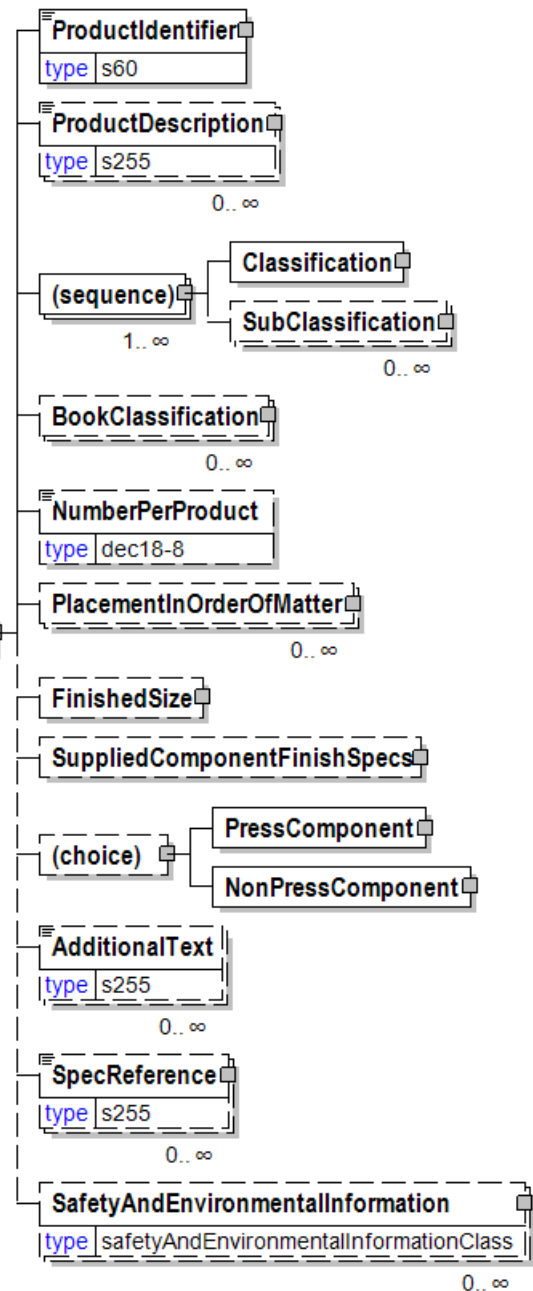 ProductIdentifier
type s60
ProductDescription
type s255
0.. ∞
(sequence)
1.. ∞
Classification
SubClassification
0.. ∞
BookClassification
0.. ∞
NumberPerProduct
type dec18-8
PlacementInOrderOfMatter
0.. ∞
FinishedSize
SuppliedComponentFinishSpecs
(choice)
PressComponent
NonPressComponent
AdditionalText
type s255
0.. ∞
SpecReference
type s255
0.. ∞
SafetyAndEnvironmentalInformation
type safetyAndEnvironmentalInformationClass
0.. ∞